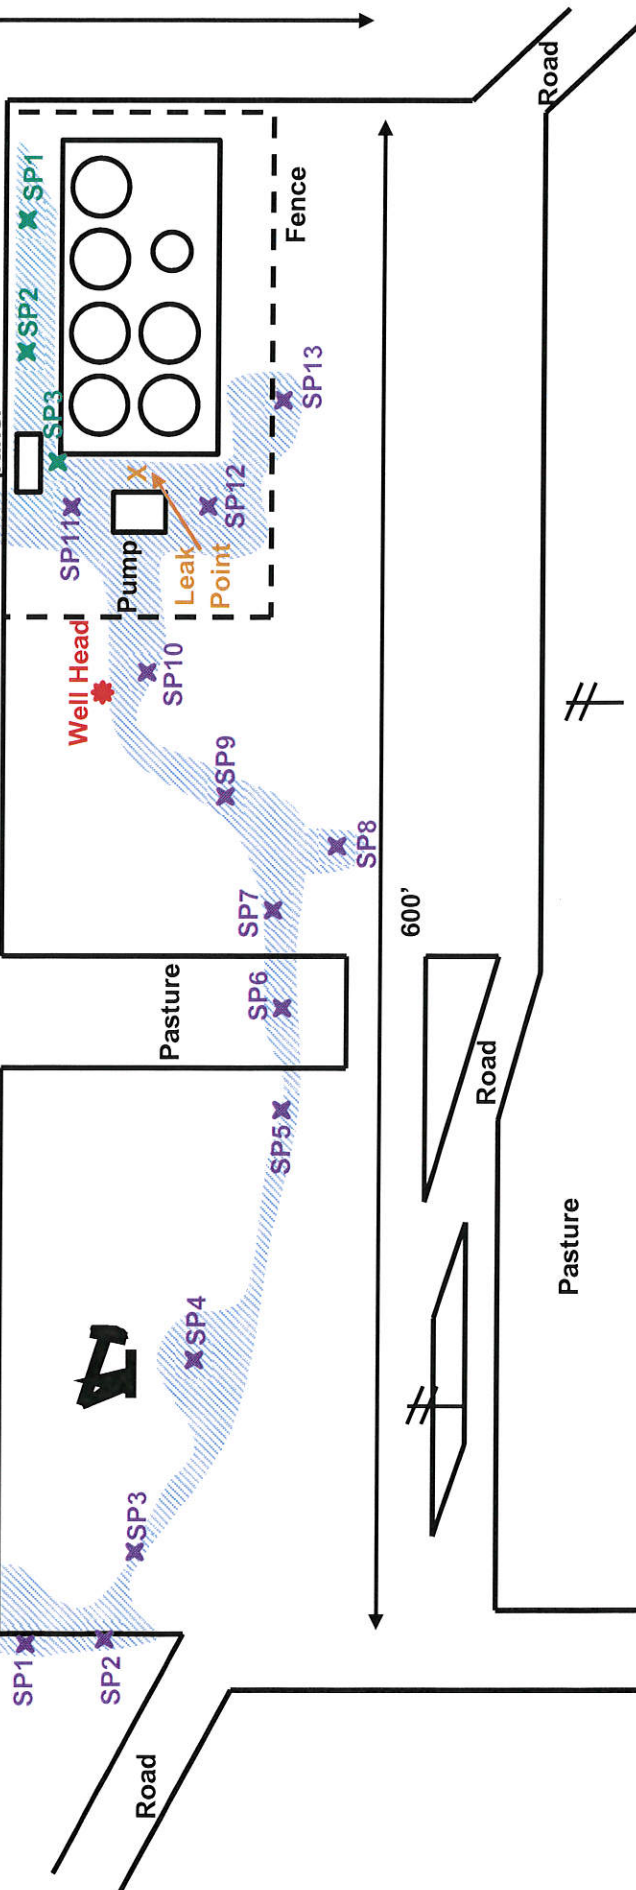 SP1
SP2
SP1
SP3
SP11
Well Head
SP2
Pump
SP3
Road
Pasture
SP10
Leak
Point
SP4
SP9
SP12
SP7
SP6
SP5
Fence
SP13
SP8
600'
Road
Road
Pasture